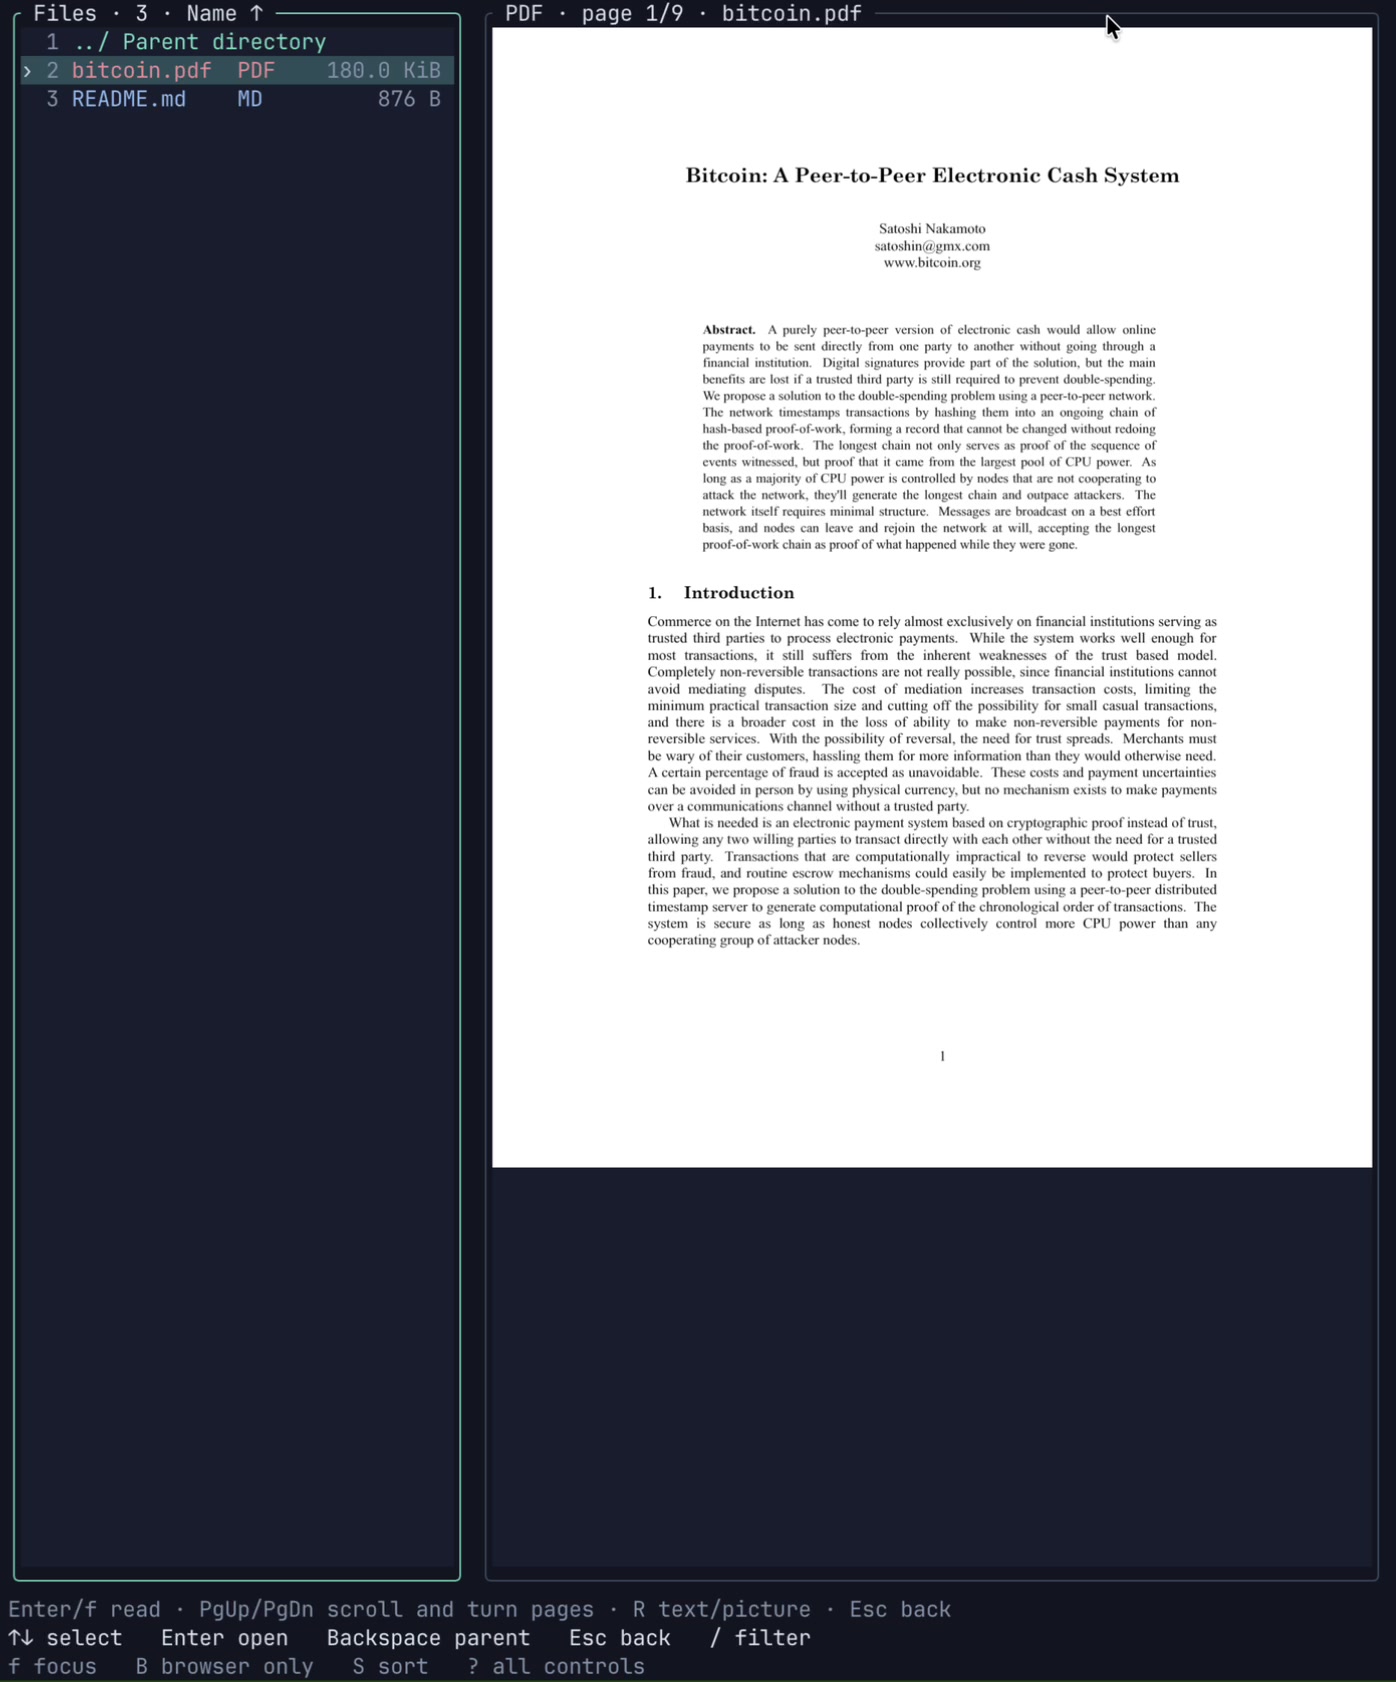 Files · 3 · Name ↑
1 ../ Parent directory
› 2 bitcoin.pdf PDF 180.0 KiB
3 README.md MD 876 B
PDF · page 1/9 · bitcoin.pdf
Bitcoin: A Peer-to-Peer Electronic Cash System
Satoshi Nakamoto
satoshin@gmx.com
www.bitcoin.org
Abstract. A purely peer-to-peer version of electronic cash would allow online
payments to be sent directly from one party to another without going through a
financial institution. Digital signatures provide part of the solution, but the main
benefits are lost if a trusted third party is still required to prevent double-spending.
We propose a solution to the double-spending problem using a peer-to-peer network.
The network timestamps transactions by hashing them into an ongoing chain of
hash-based proof-of-work, forming a record that cannot be changed without redoing
the proof-of-work. The longest chain not only serves as proof of the sequence of
events witnessed, but proof that it came from the largest pool of CPU power. As
long as a majority of CPU power is controlled by nodes that are not cooperating to
attack the network, they'll generate the longest chain and outpace attackers. The
network itself requires minimal structure. Messages are broadcast on a best effort
basis, and nodes can leave and rejoin the network at will, accepting the longest
proof-of-work chain as proof of what happened while they were gone.
1. Introduction
Commerce on the Internet has come to rely almost exclusively on financial institutions serving as
trusted third parties to process electronic payments. While the system works well enough for
most transactions, it still suffers from the inherent weaknesses of the trust based model.
Completely non-reversible transactions are not really possible, since financial institutions cannot
avoid mediating disputes. The cost of mediation increases transaction costs, limiting the
minimum practical transaction size and cutting off the possibility for small casual transactions,
and there is a broader cost in the loss of ability to make non-reversible payments for non-
reversible services. With the possibility of reversal, the need for trust spreads. Merchants must
be wary of their customers, hassling them for more information than they would otherwise need.
A certain percentage of fraud is accepted as unavoidable. These costs and payment uncertainties
can be avoided in person by using physical currency, but no mechanism exists to make payments
over a communications channel without a trusted party.
What is needed is an electronic payment system based on cryptographic proof instead of trust,
allowing any two willing parties to transact directly with each other without the need for a trusted
third party. Transactions that are computationally impractical to reverse would protect sellers
from fraud, and routine escrow mechanisms could easily be implemented to protect buyers. In
this paper, we propose a solution to the double-spending problem using a peer-to-peer distributed
timestamp server to generate computational proof of the chronological order of transactions. The
system is secure as long as honest nodes collectively control more CPU power than any
cooperating group of attacker nodes.
1
Enter/f read · PgUp/PgDn scroll and turn pages · R text/picture · Esc back
↑↓ select Enter open Backspace parent Esc back / filter
f focus B browser only S sort ? all controls